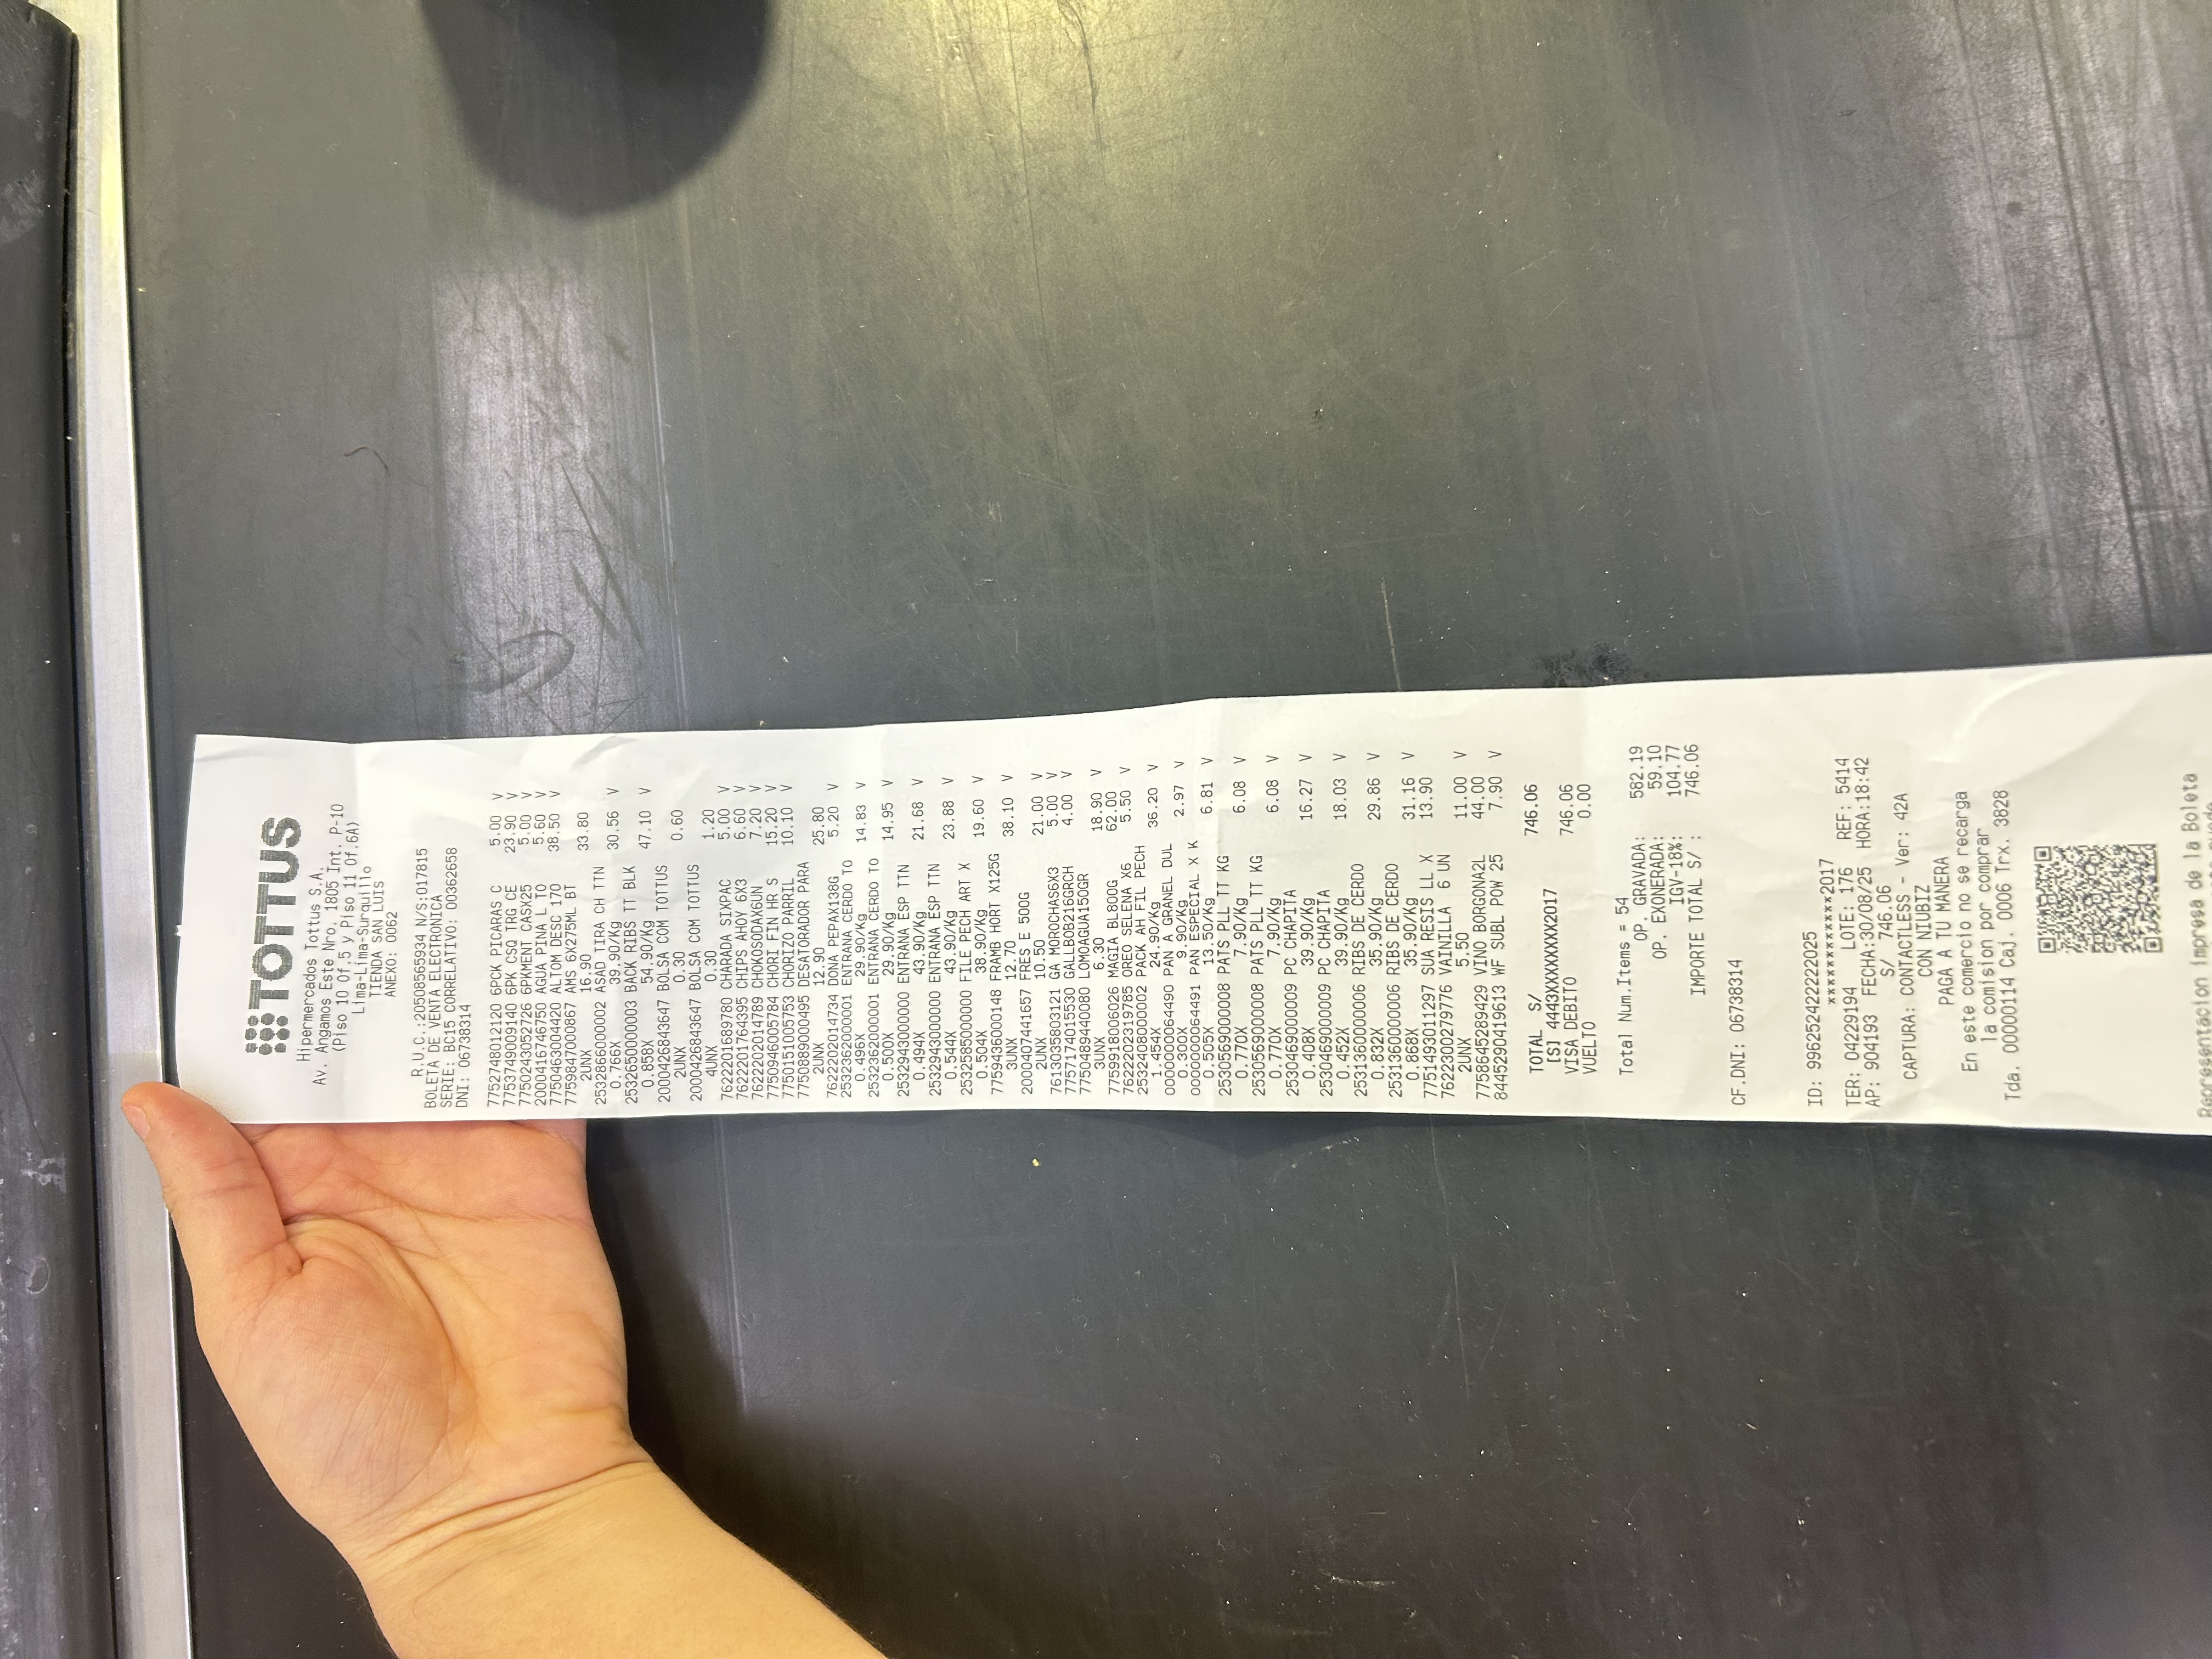 TOTTUS
Hipermercados Tottus S.A.
Av. Angamos Este Nro. 1805 Int. P-10
(Piso 10 Of.5 y Piso 11 Of.6A)
Lima-Lima-Surquillo
TIENDA SAN LUIS
ANEXO: 0062
R.U.C.:20508565934 N/S:017815
BOLETA DE VENTA ELECTRONICA
SERIE: BC15 CORRELATIVO: 00362658
DNI: 06738314
7752748012120 6PCK PICARAS C 5.00 V
7753749009140 6PK CSQ TRG CE 23.90 V
7750243052726 6PKMENT CASX25 5.00 V
2000416746750 AGUA PINA L TO 5.60 V
7750463004420 ALTOM DESC 170 38.50 V
7759847000867 AMS 6X275ML BT
2UNX 16.90 33.80
2532866000002 ASAD TIRA CH TTN
0.766X 39.90/Kg 30.56 V
2532650000003 BACK RIBS TT BLK
0.858X 54.90/Kg 47.10 V
2000426843647 BOLSA COM TOTTUS
2UNX 0.30 0.60
2000426843647 BOLSA COM TOTTUS
4UNX 0.30 1.20
7622201689780 CHARADA SIXPAC 5.00 V
7622201764395 CHIPS AHOY 6X3 6.60 V
7622202014789 CHOKOSODAX6UN 7.20 V
7750946005784 CHORI FIN HR S 15.20 V
7750151005753 CHORIZO PARRIL 10.10 V
7750889000495 DESATORADOR PARA
2UNX 12.90 25.80
7622202014734 DONA PEPAX138G 5.20 V
2532362000001 ENTRANA CERDO TO
0.496X 29.90/Kg 14.83 V
2532362000001 ENTRANA CERDO TO
0.500X 29.90/Kg 14.95 V
2532943000000 ENTRANA ESP TTN
0.494X 43.90/Kg 21.68 V
2532943000000 ENTRANA ESP TTN
0.544X 43.90/Kg 23.88 V
2532585000000 FILE PECH ART X
0.504X 38.90/Kg 19.60 V
7759436000148 FRAMB HORT X125G
3UNX 12.70 38.10 V
2000407441657 FRES E 500G
2UNX 10.50 21.00 V
7613035803121 GA MOROCHAS6X3 5.00 V
7757174015530 GALLBOB216GRCH 4.00 V
7750489440080 LOMOAGUA150GR
3UNX 6.30 18.90 V
7759918006026 MAGIA BL800G 62.00
7622202319785 OREO SELENA X6 5.50 V
2532408000002 PACK AH FIL PECH
1.454X 24.90/Kg 36.20 V
0000000064490 PAN A GRANEL DUL
0.300X 9.90/Kg 2.97 V
0000000064491 PAN ESPECIAL X K
0.505X 13.50/Kg 6.81 V
2530569000008 PATS PLL TT KG
0.770X 7.90/Kg 6.08 V
2530569000008 PATS PLL TT KG
0.770X 7.90/Kg 6.08 V
2530469000009 PC CHAPITA
0.408X 39.90/Kg 16.27 V
2530469000009 PC CHAPITA
0.452X 39.90/Kg 18.03 V
2531360000006 RIBS DE CERDO
0.832X 35.90/Kg 29.86 V
2531360000006 RIBS DE CERDO
0.868X 35.90/Kg 31.16 V
7751493011297 SUA RESIS LL X 13.90
7622300279776 VAINILLA 6 UN
2UNX 5.50 11.00 V
7758645289429 VINO BORGONA2L 44.00
8445290419613 WF SUBL POW 25 7.90 V
TOTAL S/ 746.06
[S] 4443XXXXXXXX2017
VISA DEBITO 746.06
VUELTO 0.00
Total Num.Items = 54
OP. GRAVADA: 582.19
OP. EXONERADA: 59.10
IGV-18%: 104.77
IMPORTE TOTAL S/ : 746.06
CF.DNI: 06738314
ID: 996252422222025
************2017
TER: 04229194 LOTE: 176 REF: 5414
AP: 904193 FECHA:30/08/25 HORA:18:42
S/ 746.06
CAPTURA: CONTACTLESS - Ver: 42A
CON NIUBIZ
PAGA A TU MANERA
En este comercio no se recarga
la comision por comprar
Tda. 00000114 Caj. 0006 Trx. 3828
Representacion impresa de la Boleta